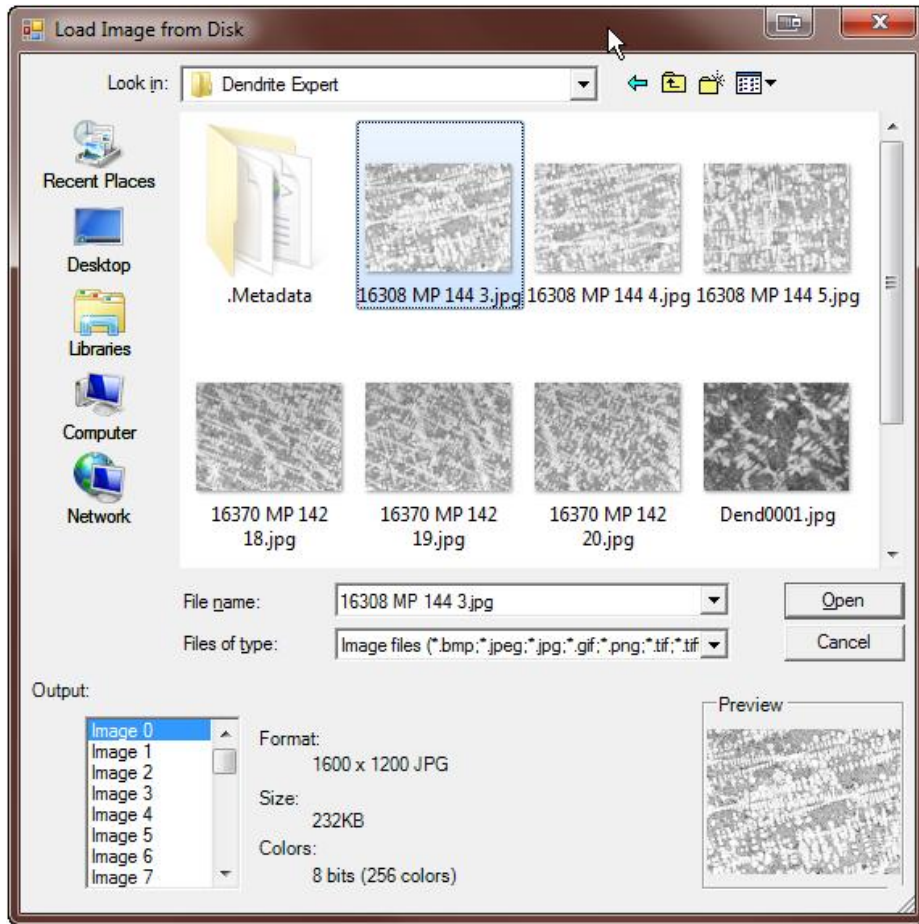 Load Image from Disk
Look in:
Dendrite Expert
Recent Places
Desktop
Libraries
Computer
Network
.Metadata
16308 MP 144 3.jpg
16308 MP 144 4.jpg
16308 MP 144 5.jpg
16370 MP 142
18.jpg
16370 MP 142
19.jpg
16370 MP 142
20.jpg
Dend0001.jpg
File name:
16308 MP 144 3.jpg
Open
Files of type:
Image files (*.bmp;*.jpeg;*.jpg;*.gif;*.png;*.tif;*.tif
Cancel
Output:
Image 0
Image 1
Image 2
Image 3
Image 4
Image 5
Image 6
Image 7
Format:
1600 x 1200 JPG
Size:
232KB
Colors:
8 bits (256 colors)
Preview